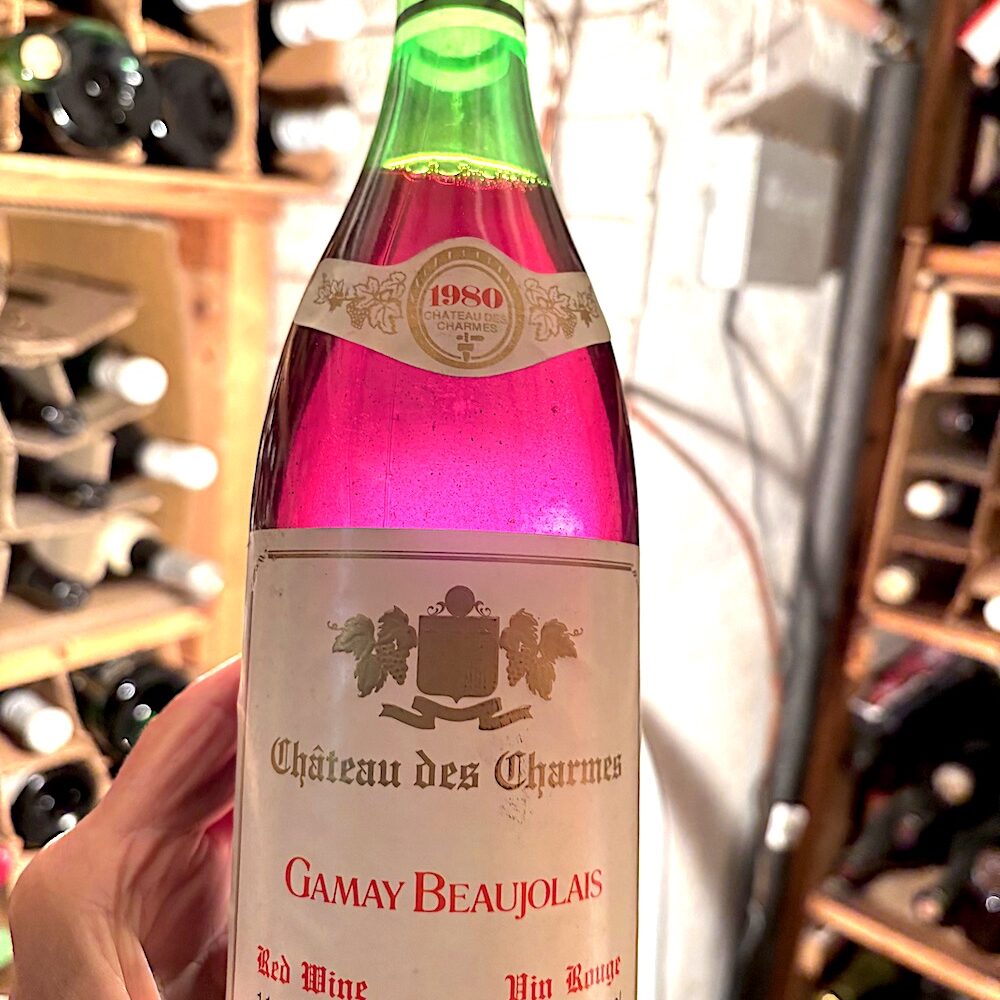 1980
CHATEAU DES
CHARMES
Château des Charmes
GAMAY BEAUJOLAIS
Red Wine Vin Rouge